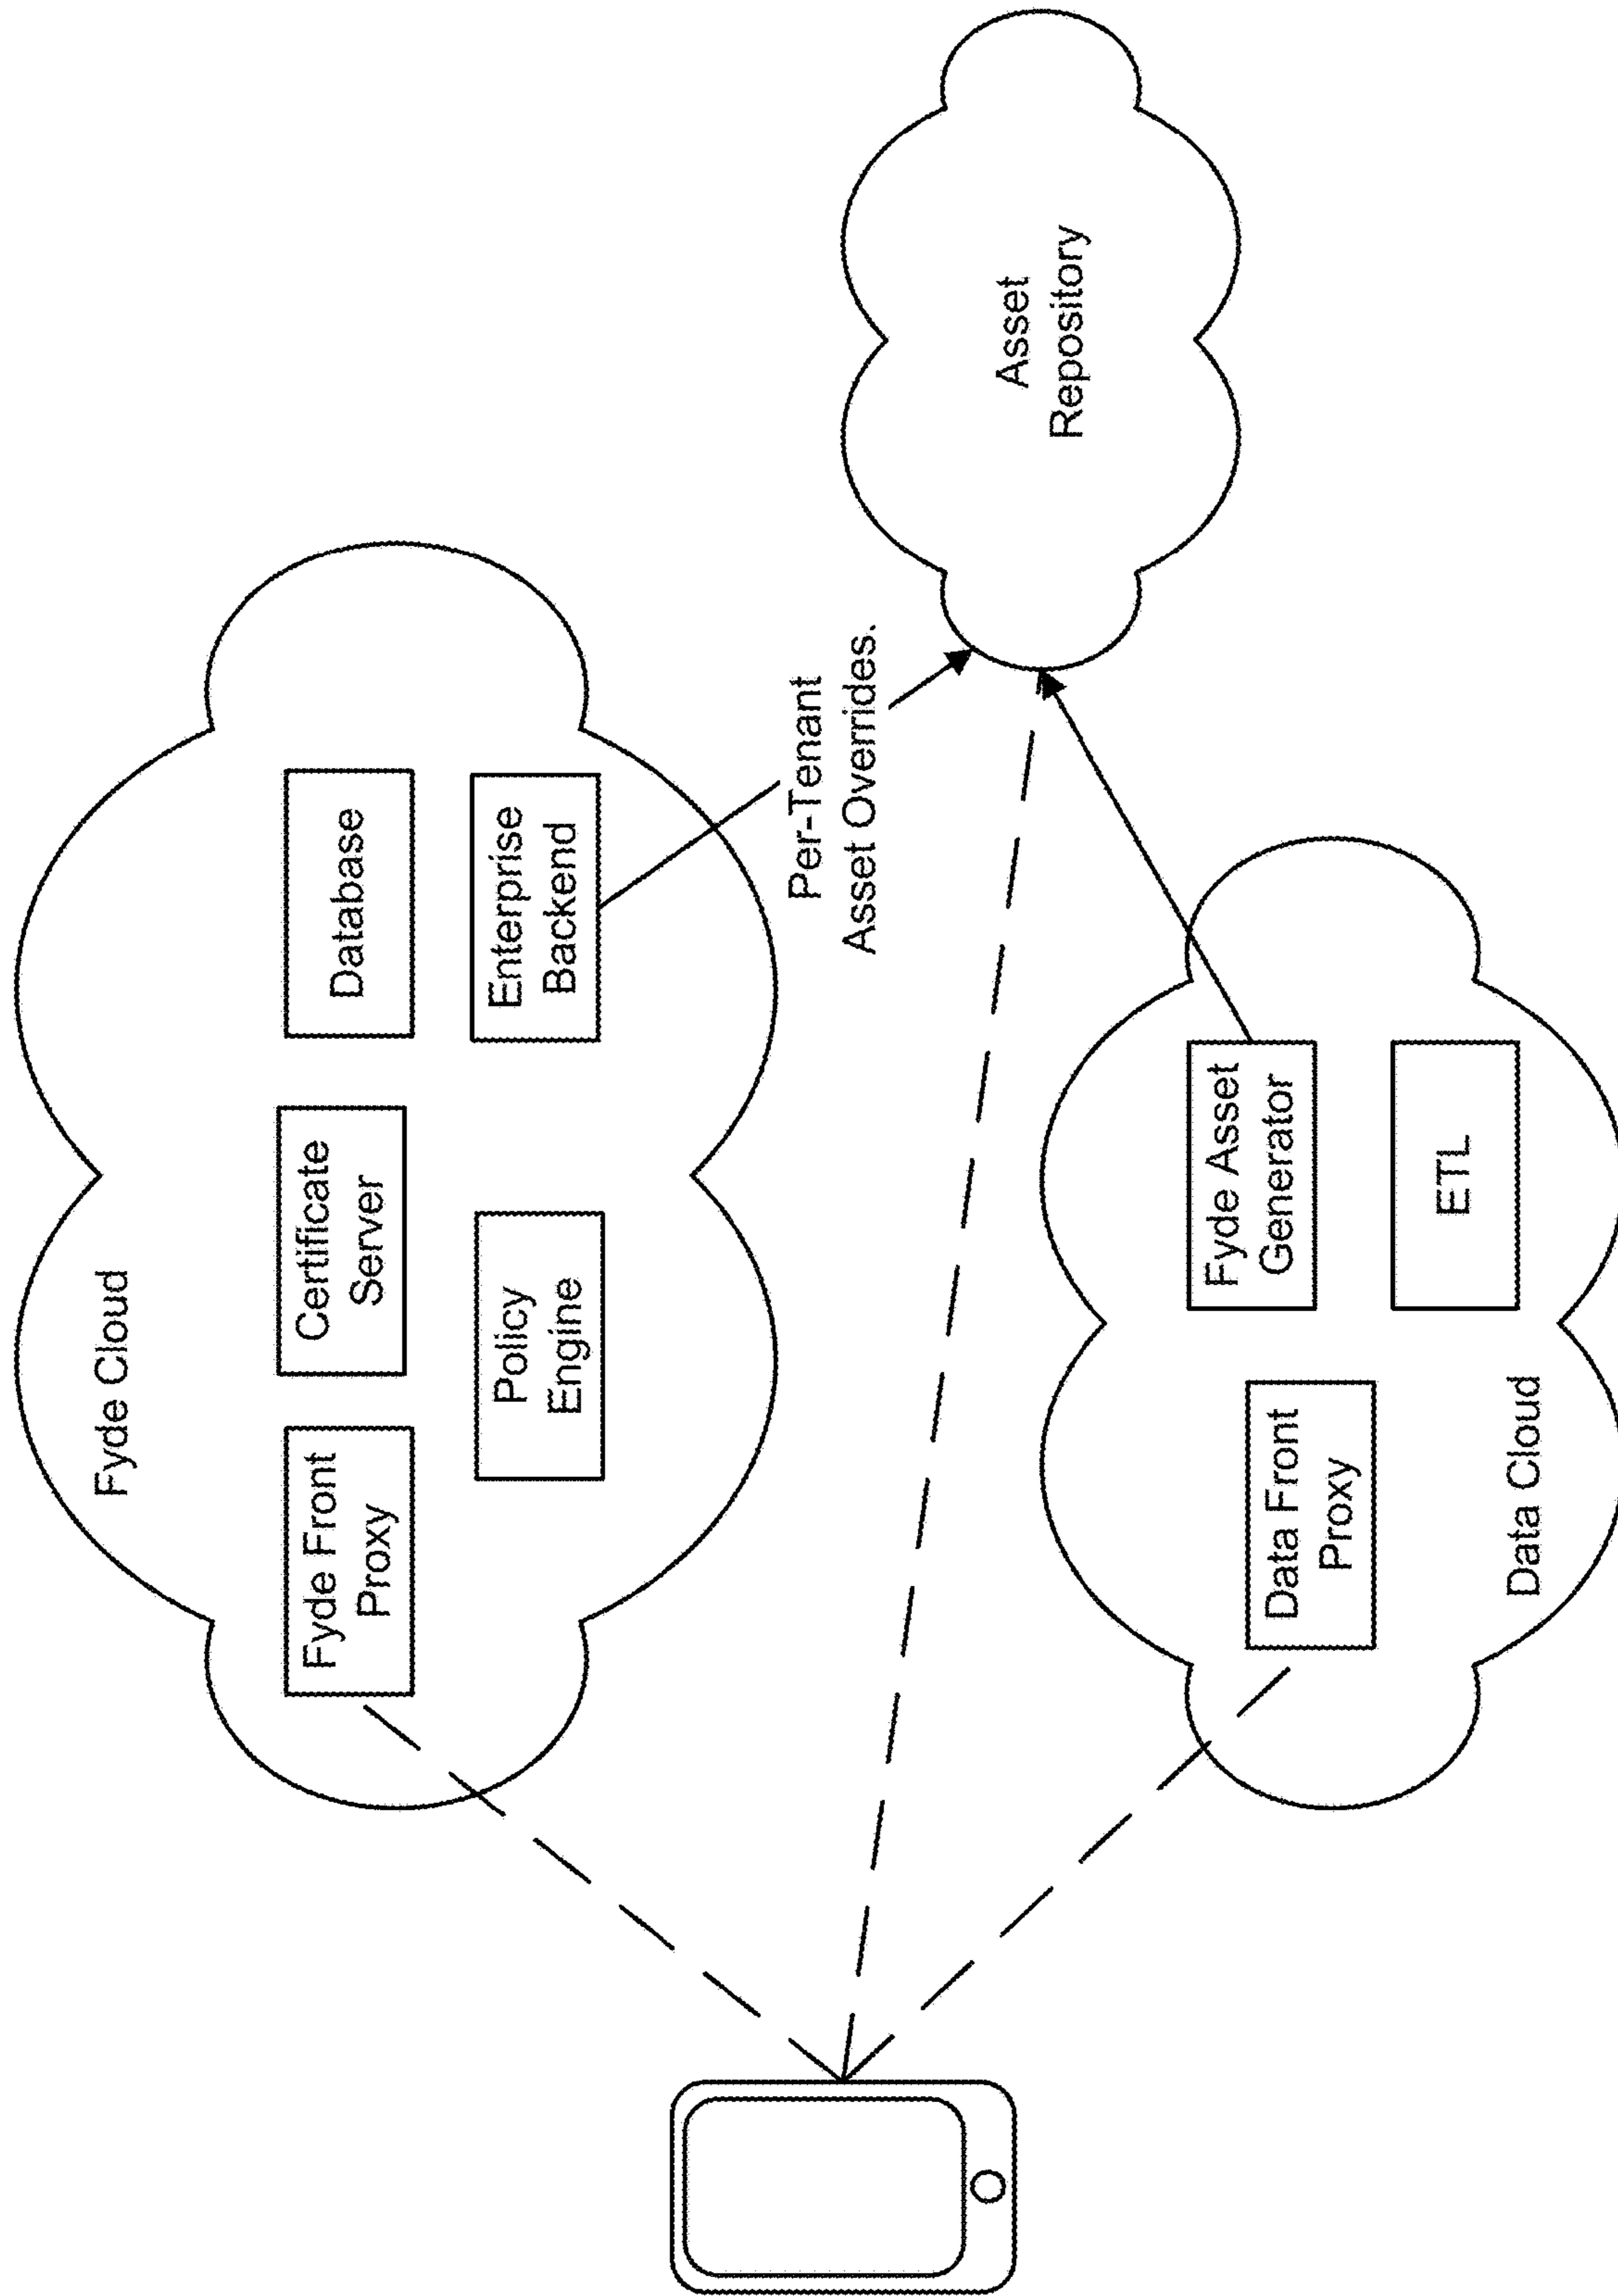 Fyde Cloud
Fyde Front
Proxy
Certificate
Server
Database
Policy
Engine
Enterprise
Backend
Per-Tenant
Asset Overrides.
Asset
Repository
Data Front
Proxy
Fyde Asset
Generator
ETL
Data Cloud